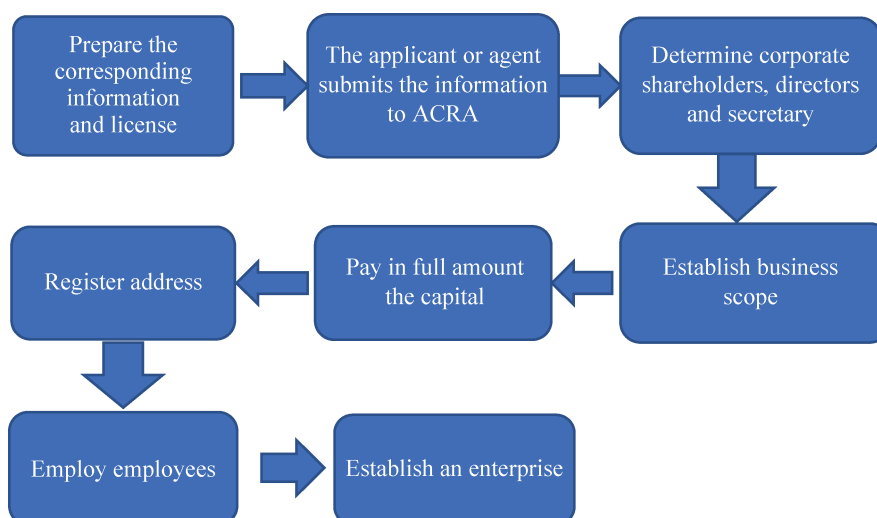 Prepare the
corresponding
information
and license
The applicant or agent
submits the information
to ACRA
Determine corporate
shareholders, directors
and secretary
Establish business
scope
Pay in full amount
the capital
Register address
Employ employees
Establish an enterprise